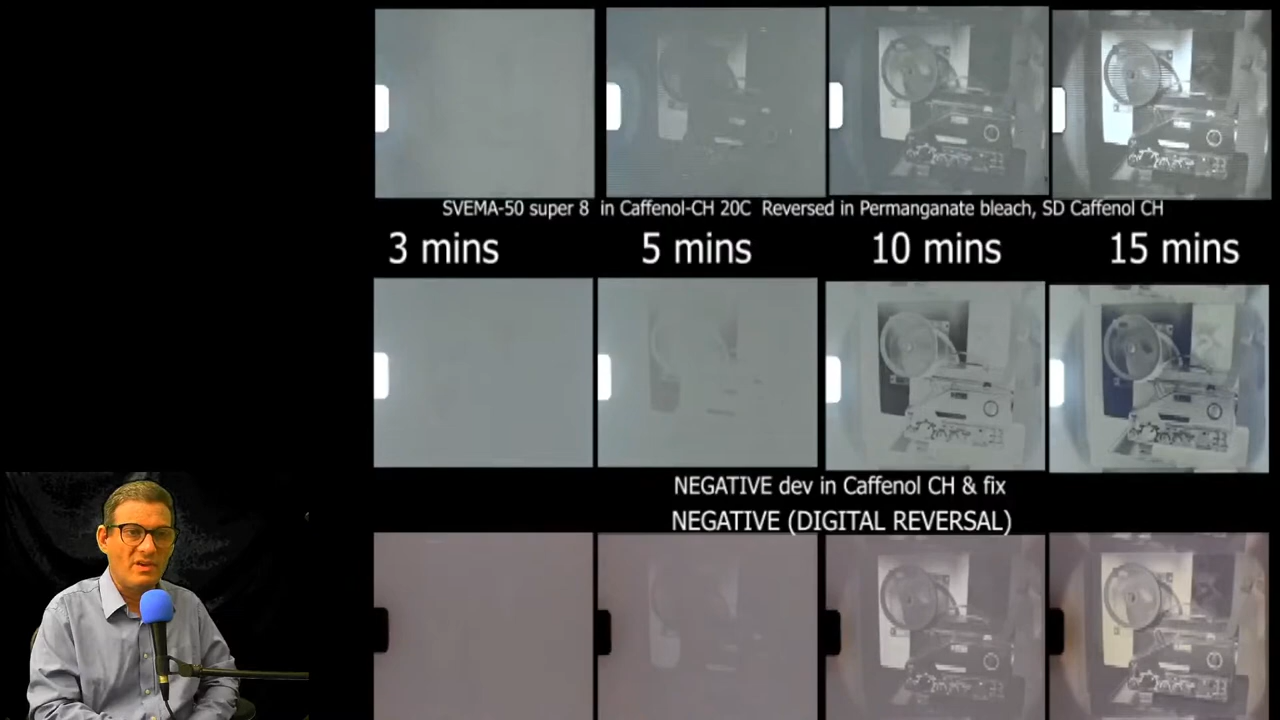 SVEMA-50 super 8 in Caffenol-CH 20C Reversed in Permanganate bleach, SD Caffenol CH
3 mins 5 mins 10 mins 15 mins
NEGATIVE dev in Caffenol CH & fix
NEGATIVE (DIGITAL REVERSAL)